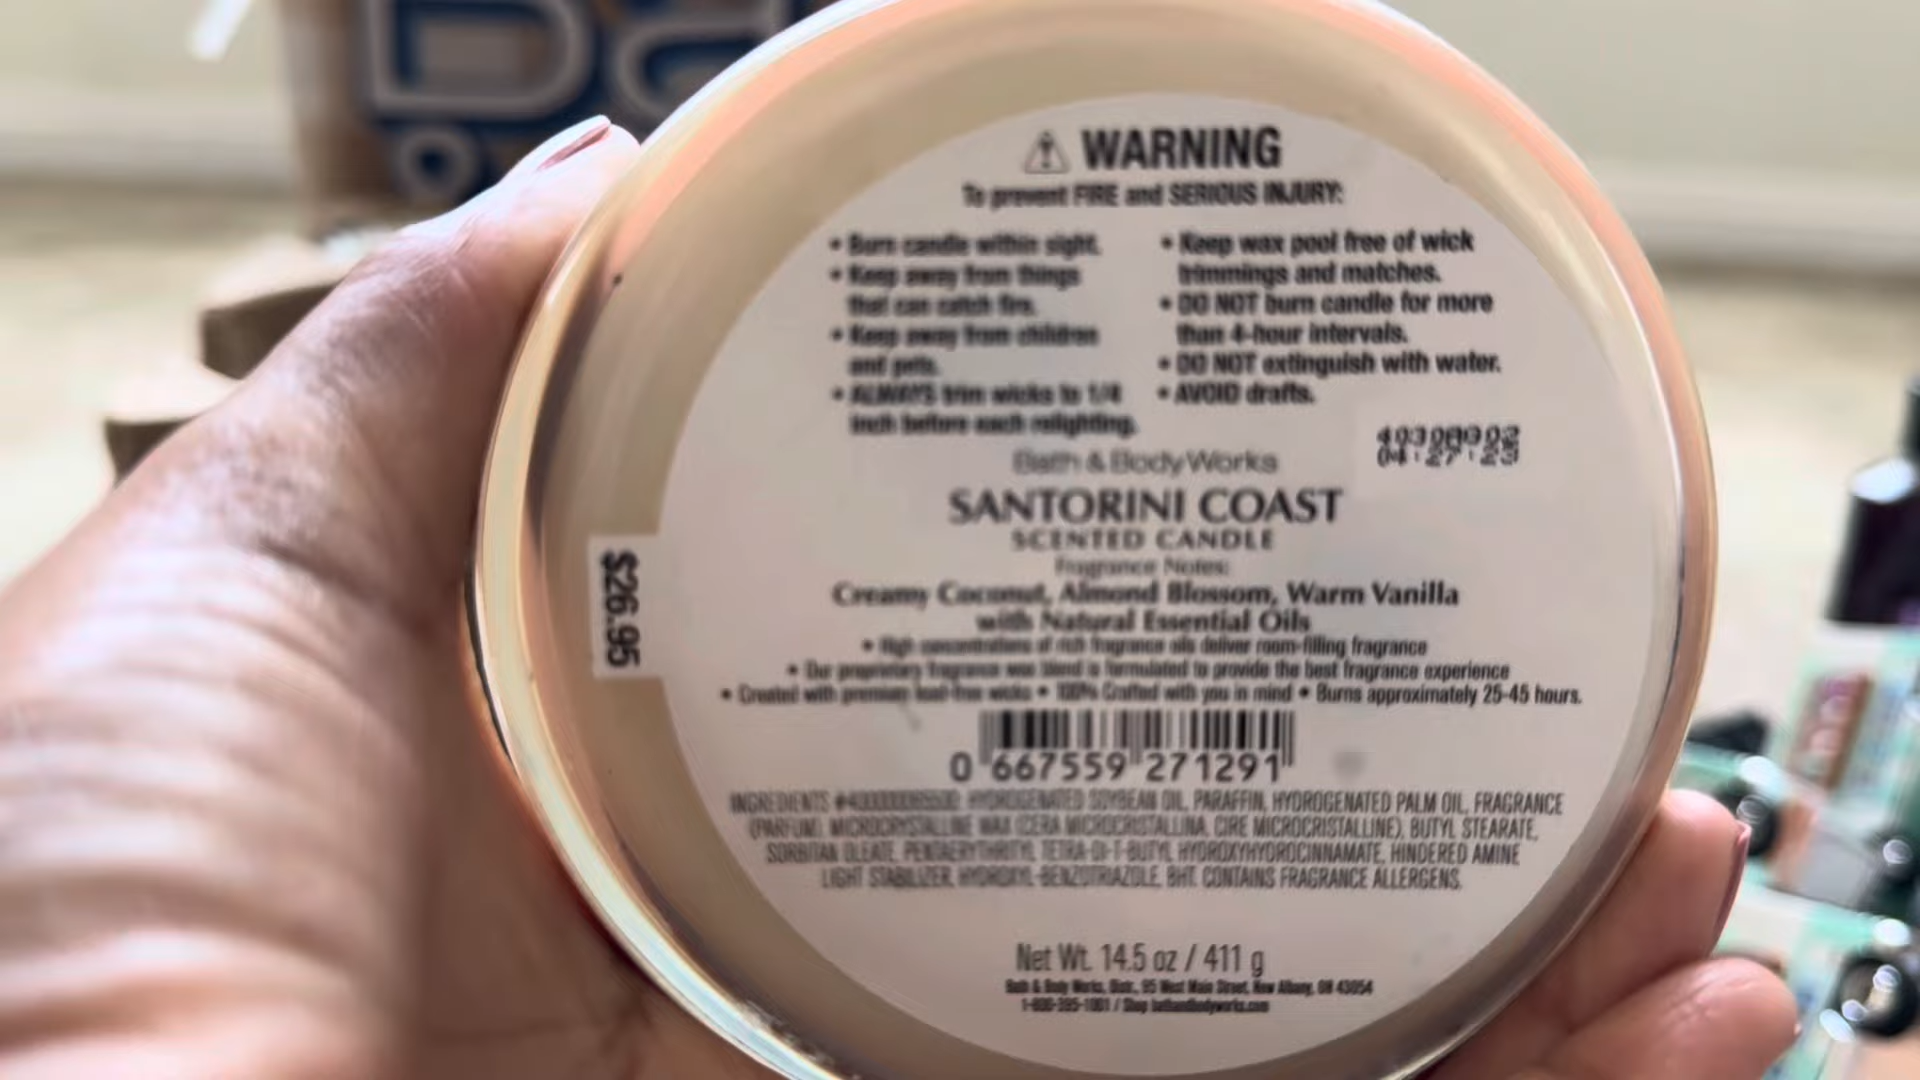 WARNING
To prevent FIRE and SERIOUS INJURY:
• Burn candle within sight.
• Keep away from things
that can catch fire.
• Keep away from children
and pets.
• ALWAYS trim wicks to 1/4
inch before each relighting.
• Keep wax pool free of wick
trimmings and matches.
• DO NOT burn candle for more
than 4-hour intervals.
• DO NOT extinguish with water.
• AVOID drafts.
04·27·23
Bath & Body Works
SANTORINI COAST
SCENTED CANDLE
Fragrance Notes:
Creamy Coconut, Almond Blossom, Warm Vanilla
with Natural Essential Oils
• High concentrations of rich fragrance oils deliver room-filling fragrance
• Our proprietary fragrance wax blend is formulated to provide the best fragrance experience
• Created with premium lead-free wicks • 100% Crafted with you in mind • Burns approximately 25-45 hours.
$26.95
0 667559 271291
INGREDIENTS HYDROGENATED SOYBEAN OIL, PARAFFIN, HYDROGENATED PALM OIL, FRAGRANCE
(PARFUM), MICROCRYSTALLINE WAX (CERA MICROCRISTALLINA, CIRE MICROCRISTALLINE), BUTYL STEARATE,
SORBITAN OLEATE, PENTAERYTHRITYL TETRA-DI-T-BUTYL HYDROXYHYDROCINNAMATE, HINDERED AMINE
LIGHT STABILIZER, HYDROXYL-BENZOTRIAZOLE, BHT. CONTAINS FRAGRANCE ALLERGENS.
Net Wt. 14.5 oz / 411 g
Bath & Body Works, Distr., 95 West Main Street, New Albany, OH 43054
1-800-395-1001 / Shop bathandbodyworks.com